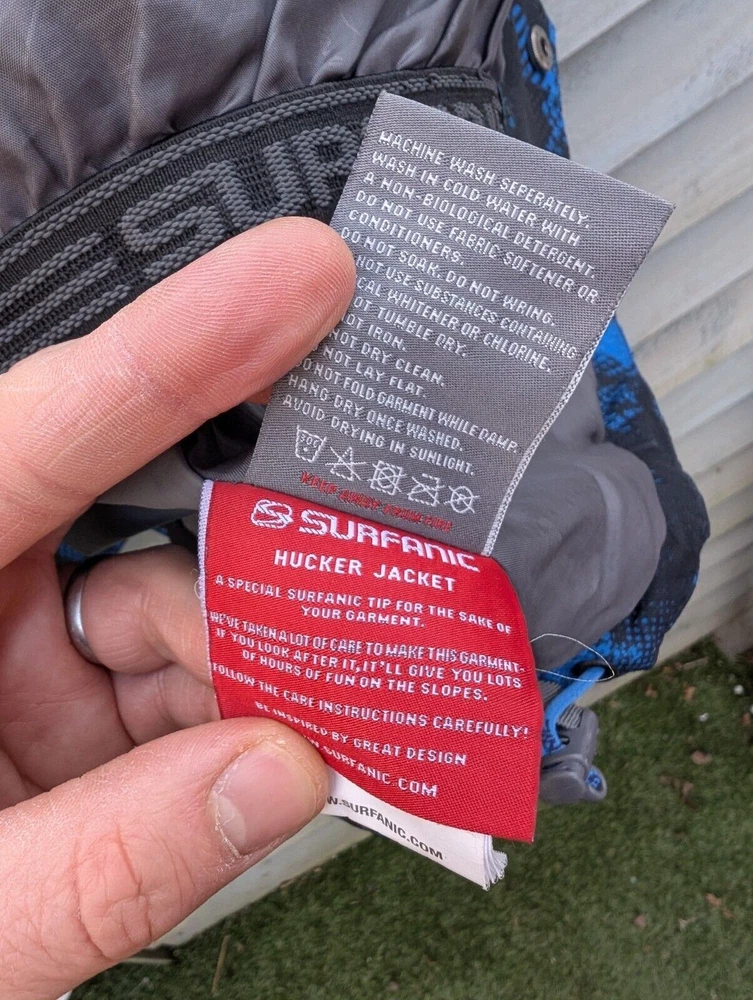 SUR
MACHINE WASH SEPERATELY.
WASH IN COLD WATER WITH
A NON-BIOLOGICAL DETERGENT.
DO NOT USE FABRIC SOFTENER OR
CONDITIONERS.
DO NOT SOAK. DO NOT WRING.
NOT USE SUBSTANCES CONTAINING
CAL WHITENER OR CHLORINE.
OT TUMBLE DRY.
OT IRON.
NOT DRY CLEAN.
NOT LAY FLAT.
DO NOT FOLD GARMENT WHILE DAMP.
HANG DRY ONCE WASHED.
AVOID DRYING IN SUNLIGHT.
30C
SURFANIC
HUCKER JACKET
A SPECIAL SURFANIC TIP FOR THE SAKE OF
YOUR GARMENT.
WE'VE TAKEN A LOT OF CARE TO MAKE THIS GARMENT-
IF YOU LOOK AFTER IT, IT'LL GIVE YOU LOTS
OF HOURS OF FUN ON THE SLOPES.
FOLLOW THE CARE INSTRUCTIONS CAREFULLY!
BE INSPIRED BY GREAT DESIGN
W.SURFANIC.COM
W.SURFANIC.COM